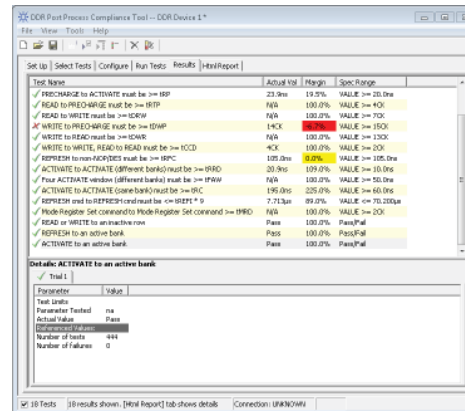 DDR Post Process Compliance Tool -- DDR Device 1 *
File View Tools Help
Set Up Select Tests Configure Run Tests Results Html Report
Test Name Actual Val Margin Spec Range
PRECHARGE to ACTIVATE must be >= tRP 23.9ns 19.5% VALUE >= 20.0ns
READ to PRECHARGE must be >= tRTP N/A 100.0% VALUE >= 4CK
READ to WRITE must be >= tDRW N/A 100.0% VALUE >= 7CK
WRITE to PRECHARGE must be >= tDWP 14CK -6.7% VALUE >= 15CK
WRITE to READ must be >= tDWR N/A 100.0% VALUE >= 13CK
WRITE to WRITE, READ to READ must be >= tCCD 4CK 100.0% VALUE >= 2CK
REFRESH to non-NOP/DES must be >= tRFC 105.0ns 0.0% VALUE >= 105.0ns
ACTIVATE to ACTIVATE (different banks) must be >= tRRD 20.9ns 109.0% VALUE >= 10.0ns
Four ACTIVATE window (different banks) must be >= tFAW N/A 100.0% VALUE >= 50.0ns
ACTIVATE to ACTIVATE (same bank) must be >= tRC 195.0ns 225.0% VALUE >= 60.0ns
REFRESH cmd to REFRESH cmd must be <= tREFI * 9 7.713µs 89.0% VALUE <= 70.200µs
Mode Register Set command to Mode Register Set command >= tMRD N/A 100.0% VALUE >= 2CK
READ or WRITE to an inactive row Pass 100.0% Pass/Fail
REFRESH to an active bank Pass 100.0% Pass/Fail
ACTIVATE to an active bank Pass 100.0% Pass/Fail
Details: ACTIVATE to an active bank
Trial 1
Parameter Value
Test Limits
Parameter Tested na
Actual Value Pass
Referenced Values:
Number of tests 444
Number of failures 0
18 Tests 18 results shown. [Html Report] tab shows details Connection: UNKNOWN